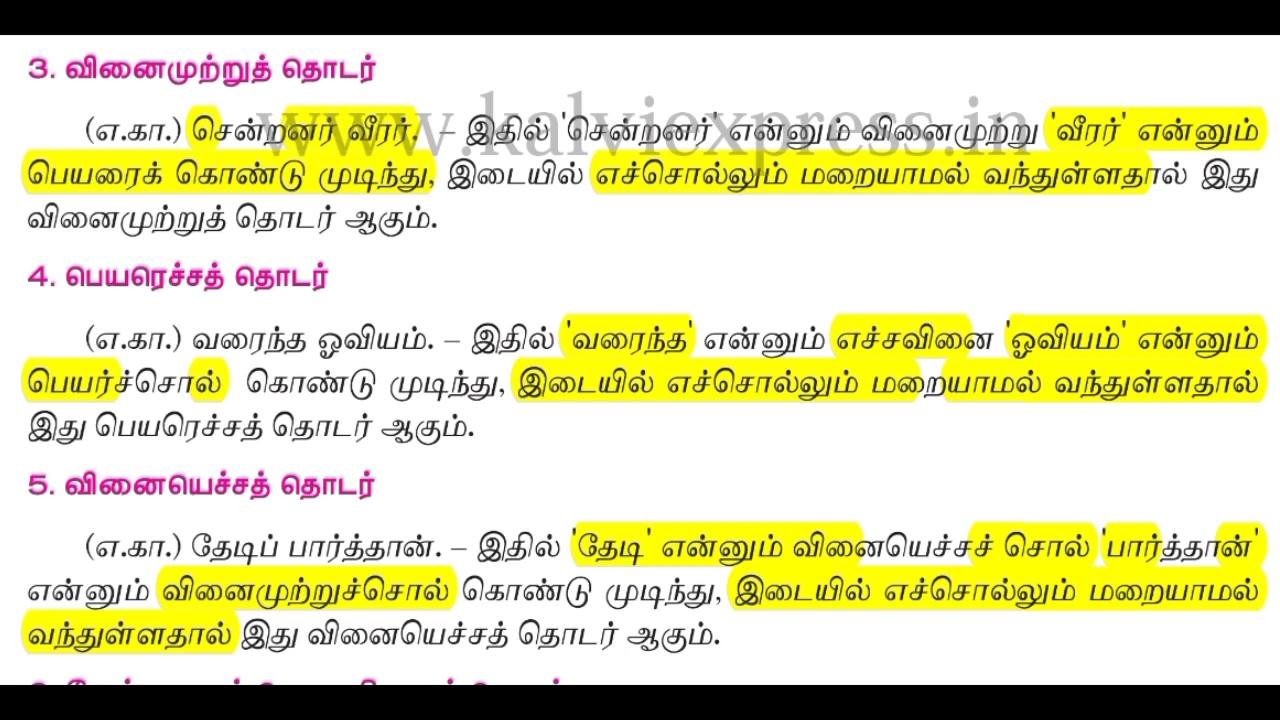 3. வினைமுற்றுத் தொடர்
(எ.கா.) சென்றனர் வீரர். – இதில் 'சென்றனர்' என்னும் வினைமுற்று 'வீரர்' என்னும்
பெயரைக் கொண்டு முடிந்து, இடையில் எச்சொல்லும் மறையாமல் வந்துள்ளதால் இது
வினைமுற்றுத் தொடர் ஆகும்.
www.kalviexpress.in
4. பெயரெச்சத் தொடர்
(எ.கா.) வரைந்த ஓவியம். – இதில் 'வரைந்த' என்னும் எச்சவினை 'ஓவியம்' என்னும்
பெயர்ச்சொல் கொண்டு முடிந்து, இடையில் எச்சொல்லும் மறையாமல் வந்துள்ளதால்
இது பெயரெச்சத் தொடர் ஆகும்.
5. வினையெச்சத் தொடர்
(எ.கா.) தேடிப் பார்த்தான். – இதில் 'தேடி' என்னும் வினையெச்சச் சொல் 'பார்த்தான்'
என்னும் வினைமுற்றுச்சொல் கொண்டு முடிந்து, இடையில் எச்சொல்லும் மறையாமல்
வந்துள்ளதால் இது வினையெச்சத் தொடர் ஆகும்.